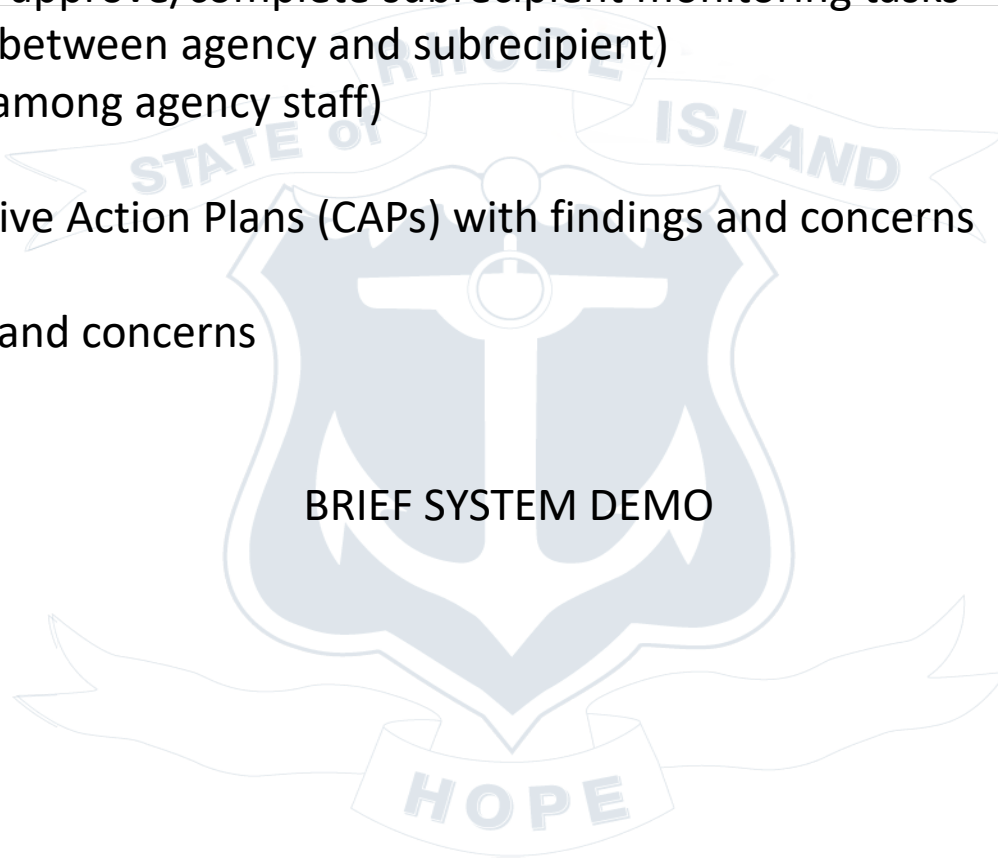 approve/complete subrecipient monitoring tasks
between agency and subrecipient)
RHODE
among agency staff)
STATE of
ISLAND
ive Action Plans (CAPs) with findings and concerns
and concerns
BRIEF SYSTEM DEMO
HOPE